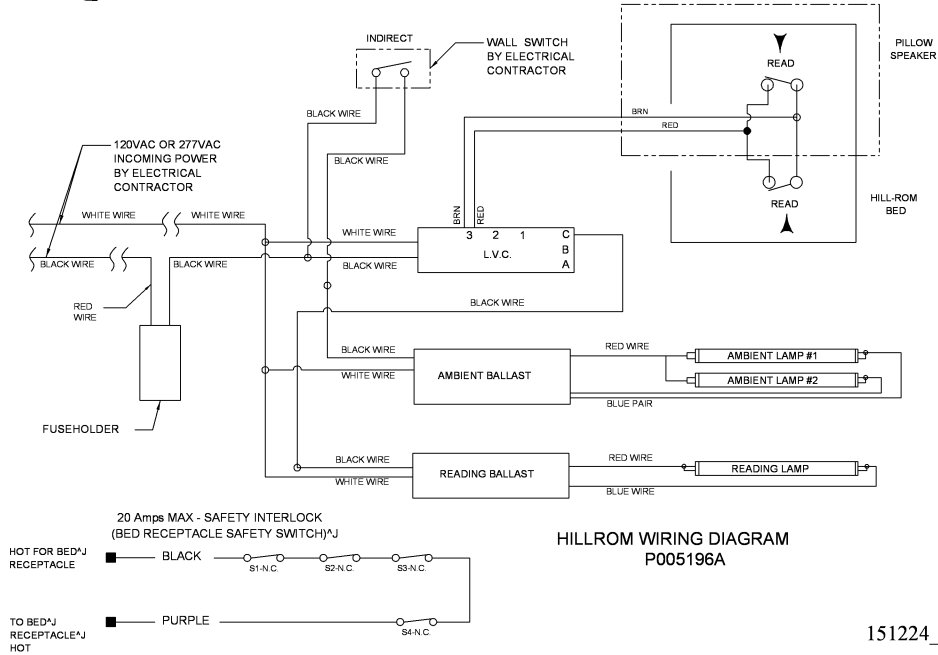 INDIRECT
WALL SWITCH
BY ELECTRICAL
CONTRACTOR
PILLOW
SPEAKER
READ
BLACK WIRE
BRN
RED
120VAC OR 277VAC
INCOMING POWER
BY ELECTRICAL
CONTRACTOR
BLACK WIRE
HILL-ROM
BED
READ
WHITE WIRE
WHITE WIRE
BRN
RED
WHITE WIRE
3 2 1 C
L.V.C.
B
A
BLACK WIRE
BLACK WIRE
BLACK WIRE
RED
WIRE
BLACK WIRE
BLACK WIRE
WHITE WIRE
AMBIENT BALLAST
RED WIRE
AMBIENT LAMP #1
AMBIENT LAMP #2
BLUE PAIR
FUSEHOLDER
BLACK WIRE
WHITE WIRE
READING BALLAST
RED WIRE
READING LAMP
BLUE WIRE
20 Amps MAX - SAFETY INTERLOCK
(BED RECEPTACLE SAFETY SWITCH)^J
HOT FOR BED^J
RECEPTACLE
BLACK
S1-N.C.
S2-N.C.
S3-N.C.
HILLROM WIRING DIAGRAM
P005196A
TO BED^J
RECEPTACLE^J
HOT
PURPLE
S4-N.C.
151224_